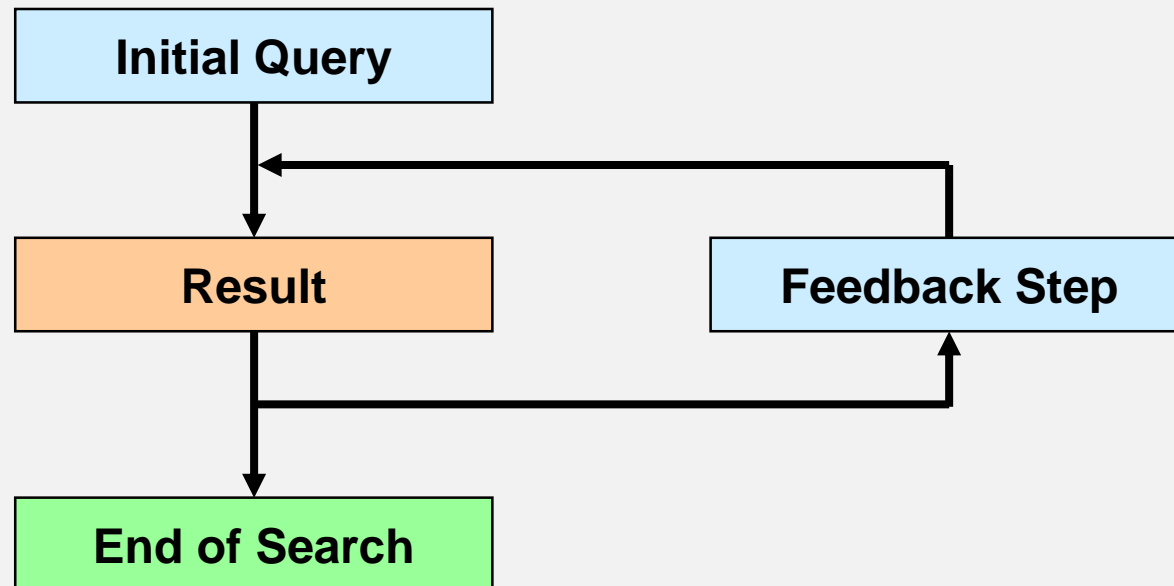 Initial Query
Result
Feedback Step
End of Search